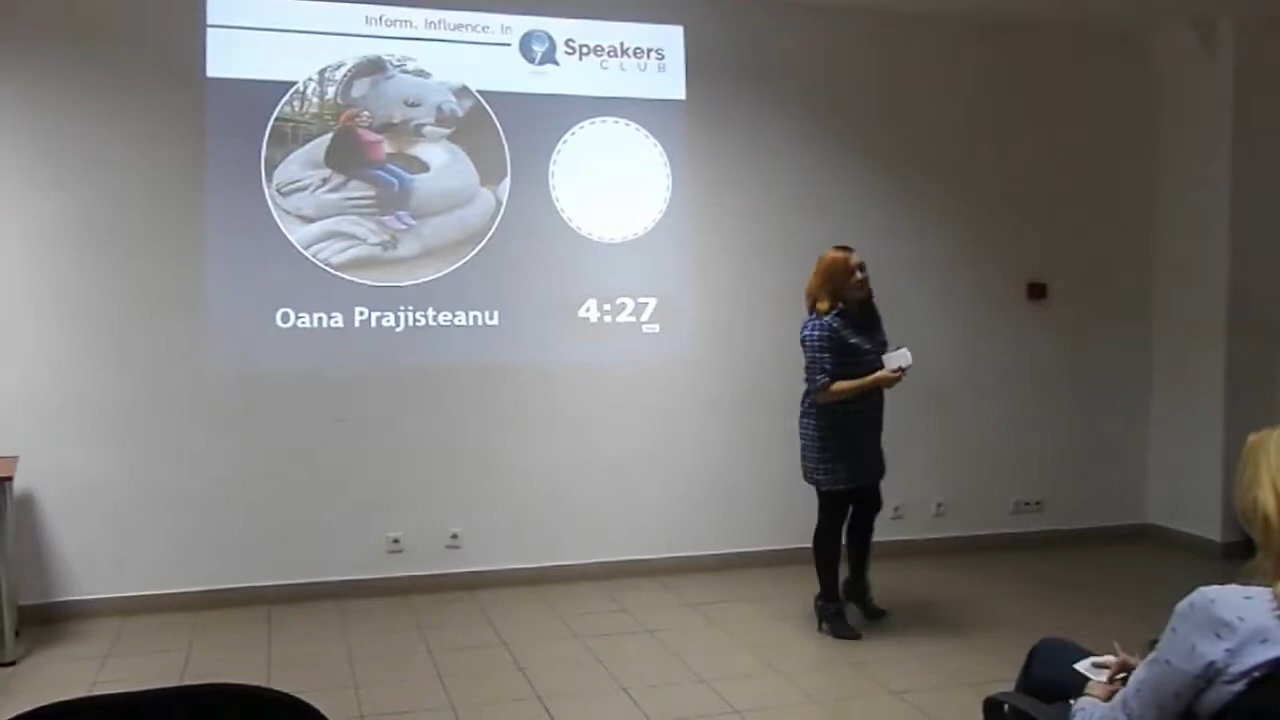 Inform. Influence. In
Speakers
CLUB
Oana Prajisteanu
4:27